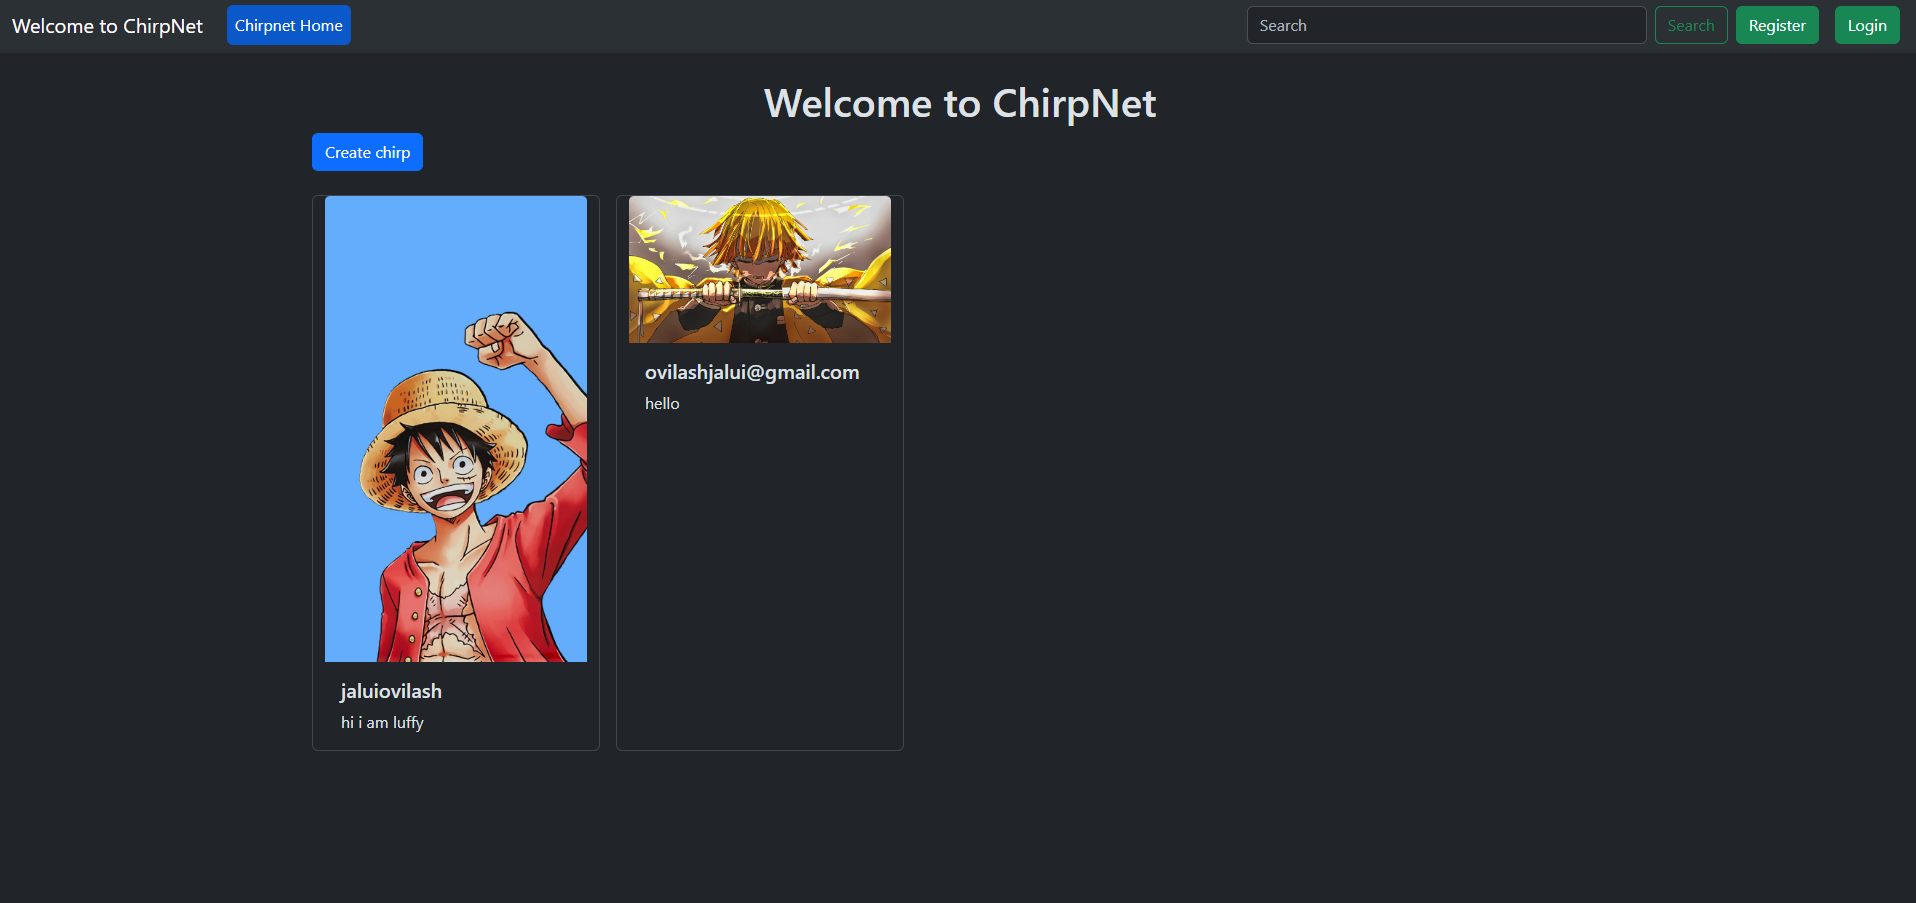 Welcome to ChirpNet
Chirpnet Home
Search
Search
Register
Login
Welcome to ChirpNet
Create chirp
jaluiovilash
hi i am luffy
ovilashjalui@gmail.com
hello